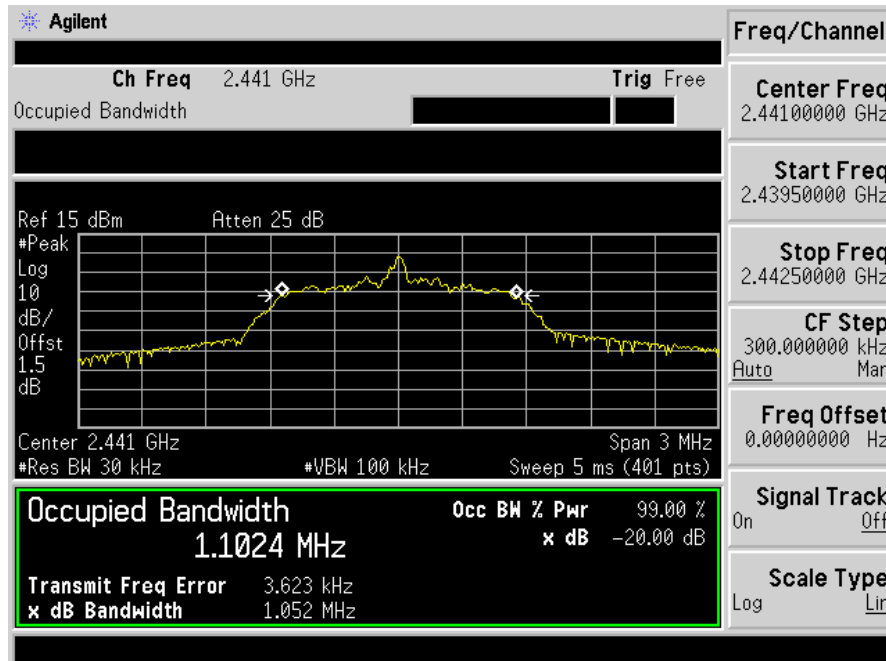 Agilent
Freq/Channel
Ch Freq 2.441 GHz Trig Free
Occupied Bandwidth
Center Freq
2.44100000 GHz
Start Freq
2.43950000 GHz
Stop Freq
2.44250000 GHz
CF Step
300.000000 kHz
Auto Man
Freq Offset
0.00000000 Hz
Signal Track
On Off
Scale Type
Log Lin
Ref 15 dBm Atten 25 dB
#Peak
Log
10
dB/
Offst
1.5
dB
Center 2.441 GHz Span 3 MHz
#Res BW 30 kHz #VBW 100 kHz Sweep 5 ms (401 pts)
Occupied Bandwidth
1.1024 MHz
Occ BW % Pwr 99.00 %
x dB -20.00 dB
Transmit Freq Error 3.623 kHz
x dB Bandwidth 1.052 MHz